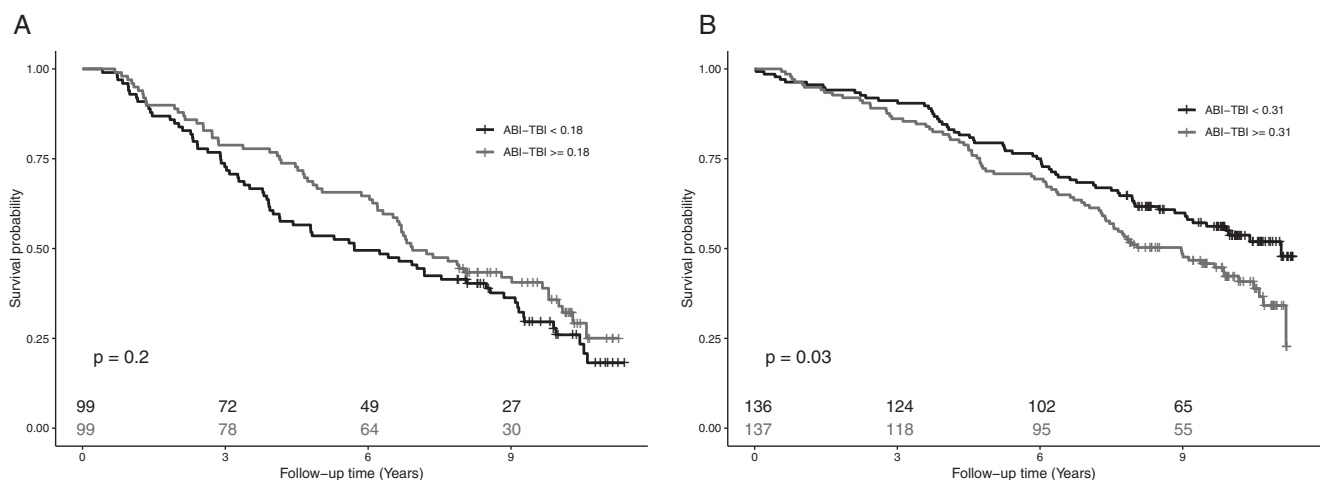 A
Survival probability
1.00
0.75
0.50
0.25
0.00
ABI−TBI < 0.18
ABI−TBI >= 0.18
p = 0.2
99 72 49 27
99 78 64 30
0 3 6 9
Follow−up time (Years)
B
Survival probability
1.00
0.75
0.50
0.25
0.00
ABI−TBI < 0.31
ABI−TBI >= 0.31
p = 0.03
136 124 102 65
137 118 95 55
0 3 6 9
Follow−up time (Years)